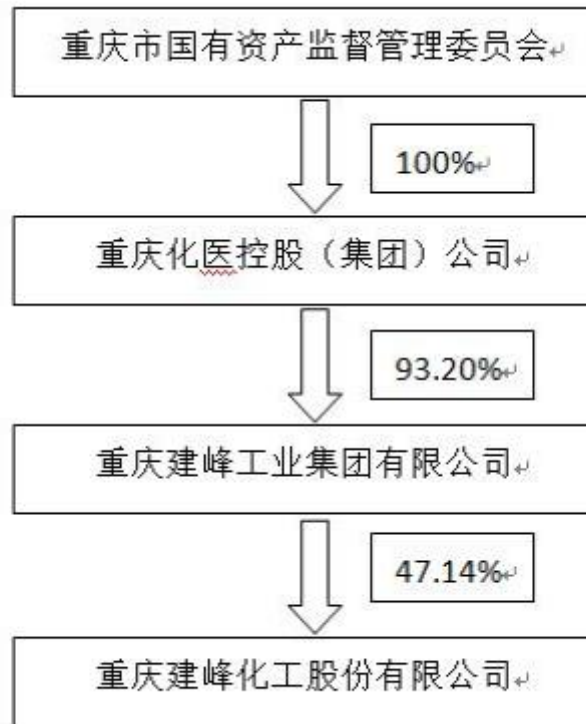 重庆市国有资产监督管理委员会
100%
重庆化医控股（集团）公司
93.20%
重庆建峰工业集团有限公司
47.14%
重庆建峰化工股份有限公司